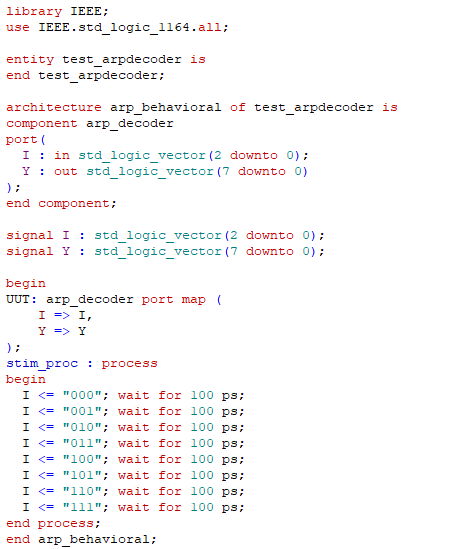 library IEEE;
use IEEE.std_logic_1164.all;

entity test_arpdecoder is
end test_arpdecoder;

architecture arp_behavioral of test_arpdecoder is
component arp_decoder
port(
  I : in std_logic_vector(2 downto 0);
  Y : out std_logic_vector(7 downto 0)
);
end component;

signal I : std_logic_vector(2 downto 0);
signal Y : std_logic_vector(7 downto 0);

begin
UUT: arp_decoder port map (
    I => I,
    Y => Y
);
stim_proc : process
begin
  I <= "000"; wait for 100 ps;
  I <= "001"; wait for 100 ps;
  I <= "010"; wait for 100 ps;
  I <= "011"; wait for 100 ps;
  I <= "100"; wait for 100 ps;
  I <= "101"; wait for 100 ps;
  I <= "110"; wait for 100 ps;
  I <= "111"; wait for 100 ps;
end process;
end arp_behavioral;